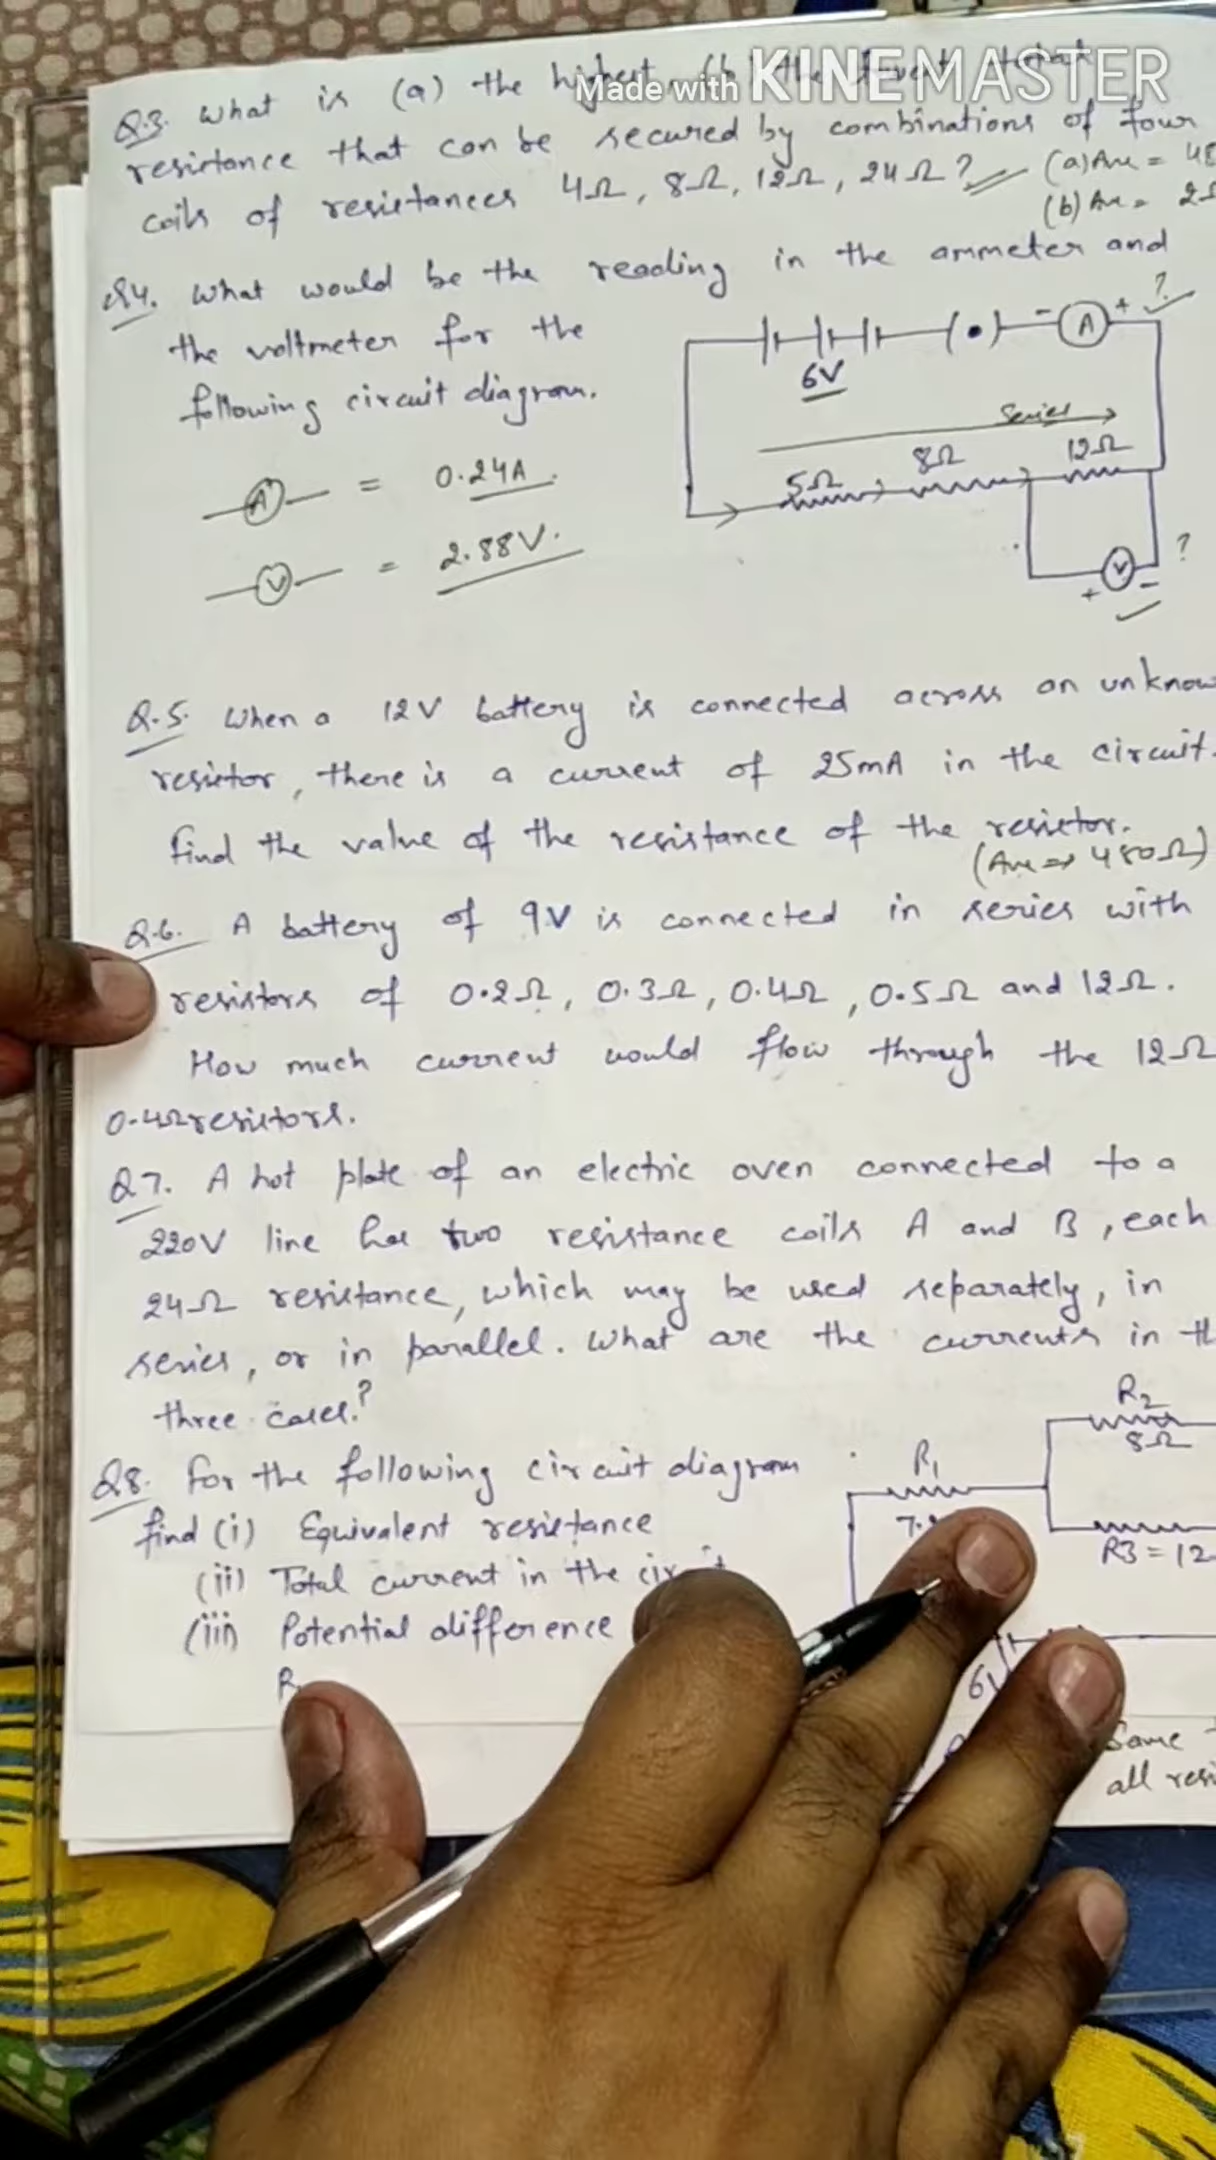 Made with KINEMASTER
Q.3. What is (a) the highest, (b) the lowest total
resistance that can be secured by combinations of four
coils of resistances 4Ω, 8Ω, 12Ω, 24Ω?
(a) Ans = 48
(b) Ans = 2Ω
Q4. What would be the reading in the ammeter and
the voltmeter for the
following circuit diagram.
- A + ?
6V
Series
5Ω 8Ω 12Ω
+ V - ?
A = 0.24A.
V = 2.88V.
Q.5. When a 12V battery is connected across an unknow
resistor, there is a current of 25mA in the circuit.
find the value of the resistance of the resistor.
(Ans => 480Ω)
Q.6. A battery of 9V is connected in series with
resistors of 0.2Ω, 0.3Ω, 0.4Ω, 0.5Ω and 12Ω.
How much current would flow through the 12Ω
0.4Ω resistors.
Q7. A hot plate of an electric oven connected to a
220V line has two resistance coils A and B, each
24Ω resistance, which may be used separately, in
series, or in parallel. What are the currents in th
three cases?
Q8. For the following circuit diagram
find (i) Equivalent resistance
(ii) Total current in the
(iii) Potential difference
R
R1
7.
R2
8Ω
R3 = 12
6
Same
all resi